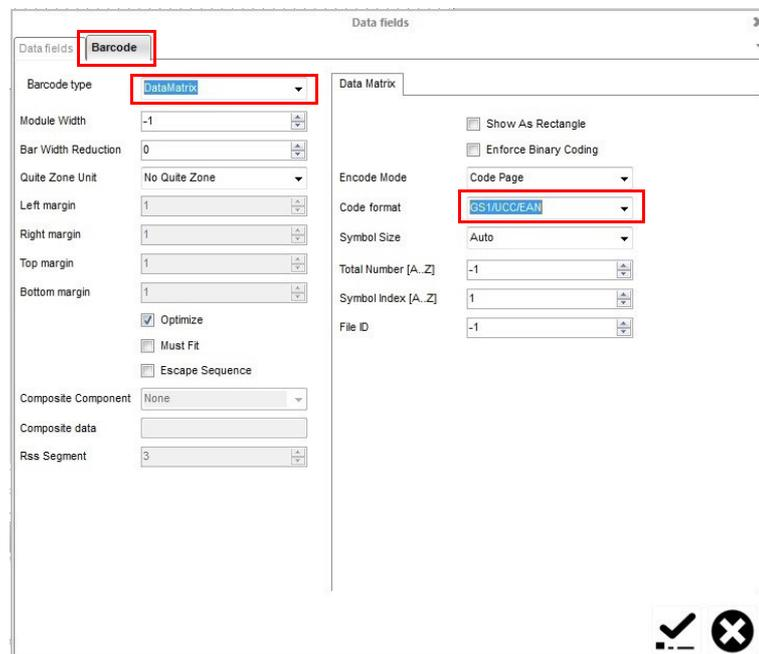 Data fields
Data fields
Barcode
Barcode type DataMatrix
Module Width -1
Bar Width Reduction 0
Quite Zone Unit No Quite Zone
Left margin 1
Right margin 1
Top margin 1
Bottom margin 1
Optimize
Must Fit
Escape Sequence
Composite Component None
Composite data
Rss Segment 3
Data Matrix
Show As Rectangle
Enforce Binary Coding
Encode Mode Code Page
Code format GS1/UCC/EAN
Symbol Size Auto
Total Number [A..Z] -1
Symbol Index [A..Z] 1
File ID -1